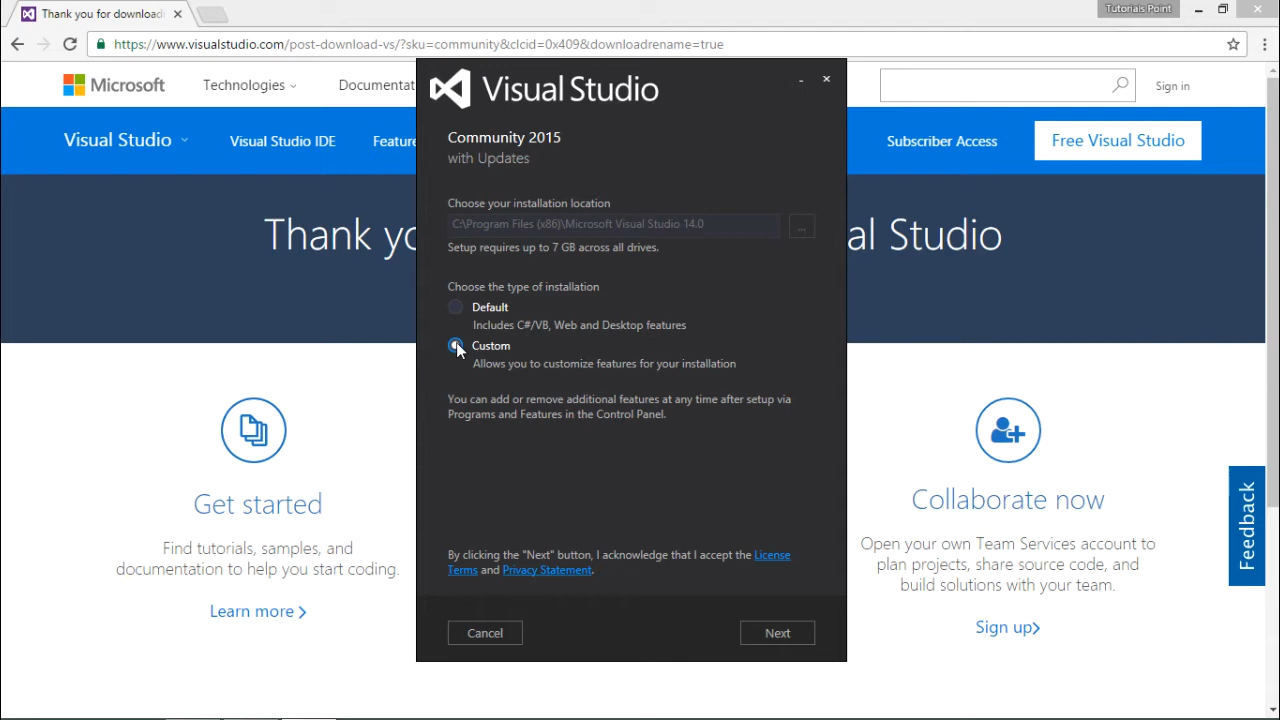 Thank you for downloadi
Tutorials Point
https://www.visualstudio.com/post-download-vs/?sku=community&clcid=0x409&downloadrename=true
Microsoft
Technologies
Documentat
Sign in
Visual Studio
Visual Studio IDE
Feature
Subscriber Access
Free Visual Studio
Thank yo
al Studio
Visual Studio
Community 2015
with Updates
Choose your installation location
C:\Program Files (x86)\Microsoft Visual Studio 14.0
...
Setup requires up to 7 GB across all drives.
Choose the type of installation
Default
Includes C#/VB, Web and Desktop features
Custom
Allows you to customize features for your installation
You can add or remove additional features at any time after setup via
Programs and Features in the Control Panel.
By clicking the "Next" button, I acknowledge that I accept the License
Terms and Privacy Statement.
Cancel
Next
Get started
Find tutorials, samples, and
documentation to help you start coding.
Learn more
Collaborate now
Open your own Team Services account to
plan projects, share source code, and
build solutions with your team.
Sign up
Feedback